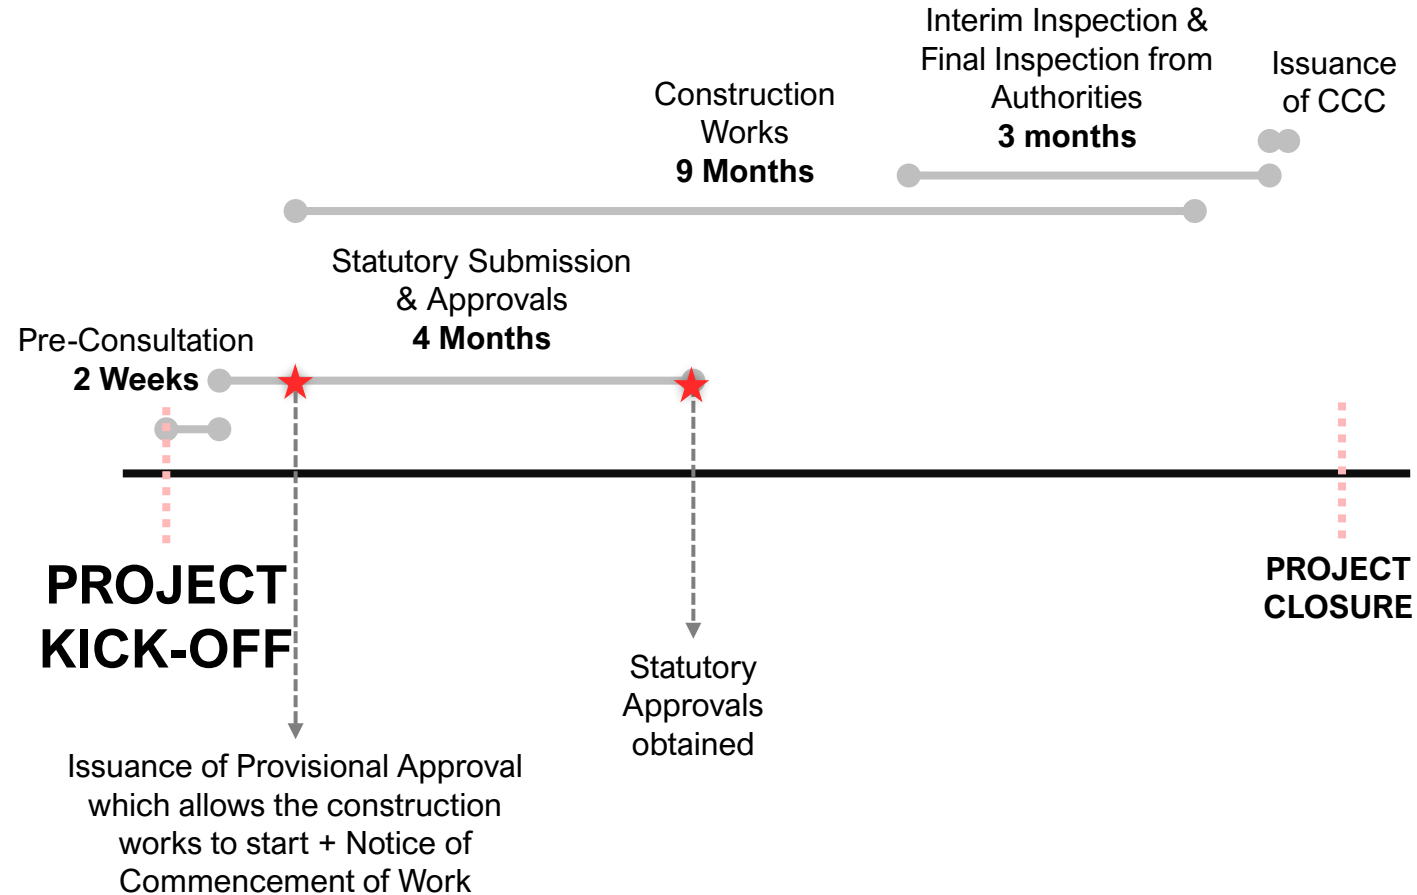 Interim Inspection &
Final Inspection from
Authorities
3 months
Issuance
of CCC
Construction
Works
9 Months
Statutory Submission
& Approvals
4 Months
Pre-Consultation
2 Weeks
PROJECT
KICK-OFF
PROJECT
CLOSURE
Statutory
Approvals
obtained
Issuance of Provisional Approval
which allows the construction
works to start + Notice of
Commencement of Work